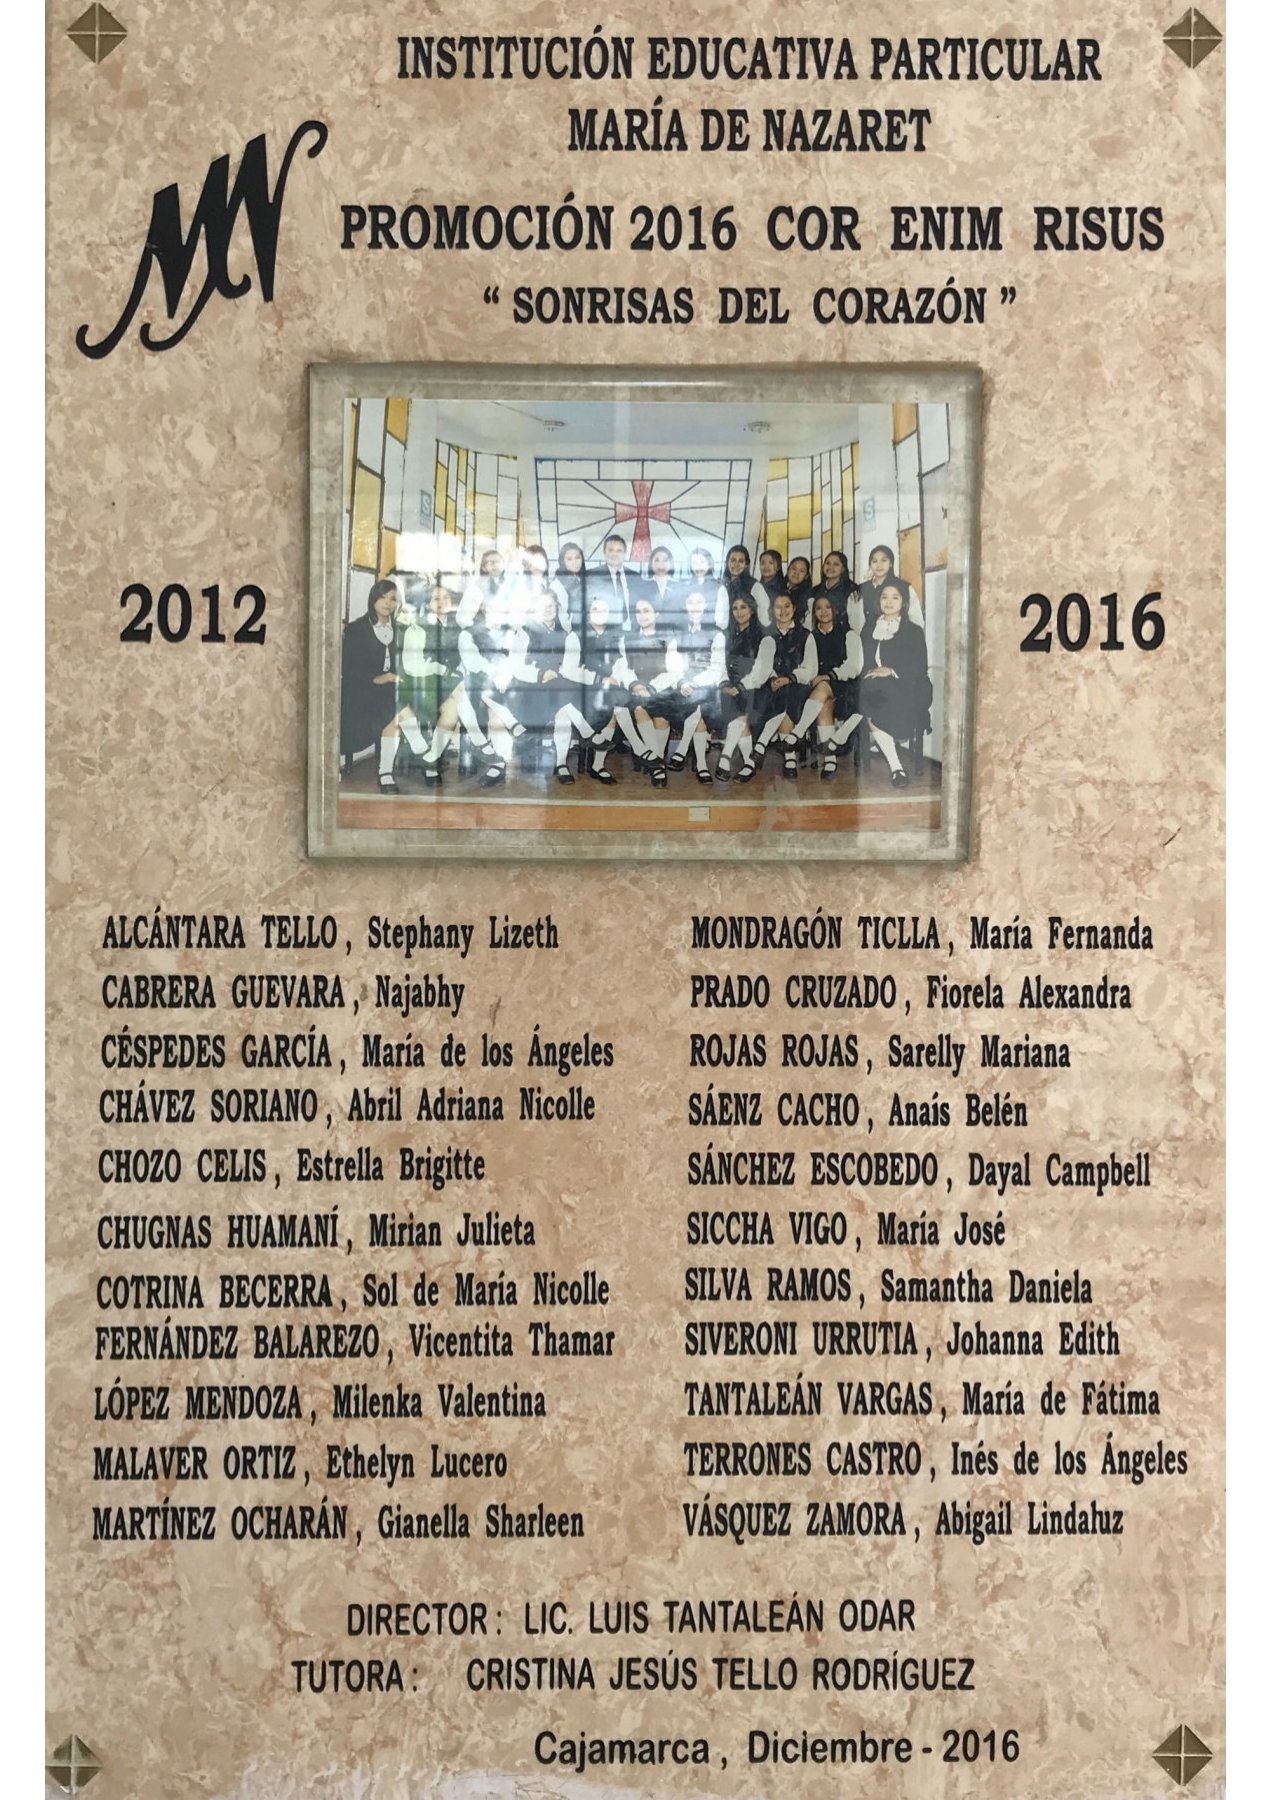 INSTITUCIÓN EDUCATIVA PARTICULAR
MARÍA DE NAZARET
MN
PROMOCIÓN 2016 COR ENIM RISUS
“ SONRISAS DEL CORAZÓN ”
2012
2016
ALCÁNTARA TELLO , Stephany Lizeth
CABRERA GUEVARA , Najabhy
CÉSPEDES GARCÍA , María de los Ángeles
CHÁVEZ SORIANO , Abril Adriana Nicolle
CHOZO CELIS , Estrella Brigitte
CHUGNAS HUAMANÍ , Mirian Julieta
COTRINA BECERRA , Sol de María Nicolle
FERNÁNDEZ BALAREZO , Vicentita Thamar
LÓPEZ MENDOZA , Milenka Valentina
MALAVER ORTIZ , Ethelyn Lucero
MARTÍNEZ OCHARÁN , Gianella Sharleen
MONDRAGÓN TICLLA , María Fernanda
PRADO CRUZADO , Fiorela Alexandra
ROJAS ROJAS , Sarelly Mariana
SÁENZ CACHO , Anaís Belén
SÁNCHEZ ESCOBEDO , Dayal Campbell
SICCHA VIGO , María José
SILVA RAMOS , Samantha Daniela
SIVERONI URRUTIA , Johanna Edith
TANTALEÁN VARGAS , María de Fátima
TERRONES CASTRO , Inés de los Ángeles
VÁSQUEZ ZAMORA , Abigail Lindaluz
DIRECTOR : LIC. LUIS TANTALEÁN ODAR
TUTORA : CRISTINA JESÚS TELLO RODRÍGUEZ
Cajamarca , Diciembre - 2016